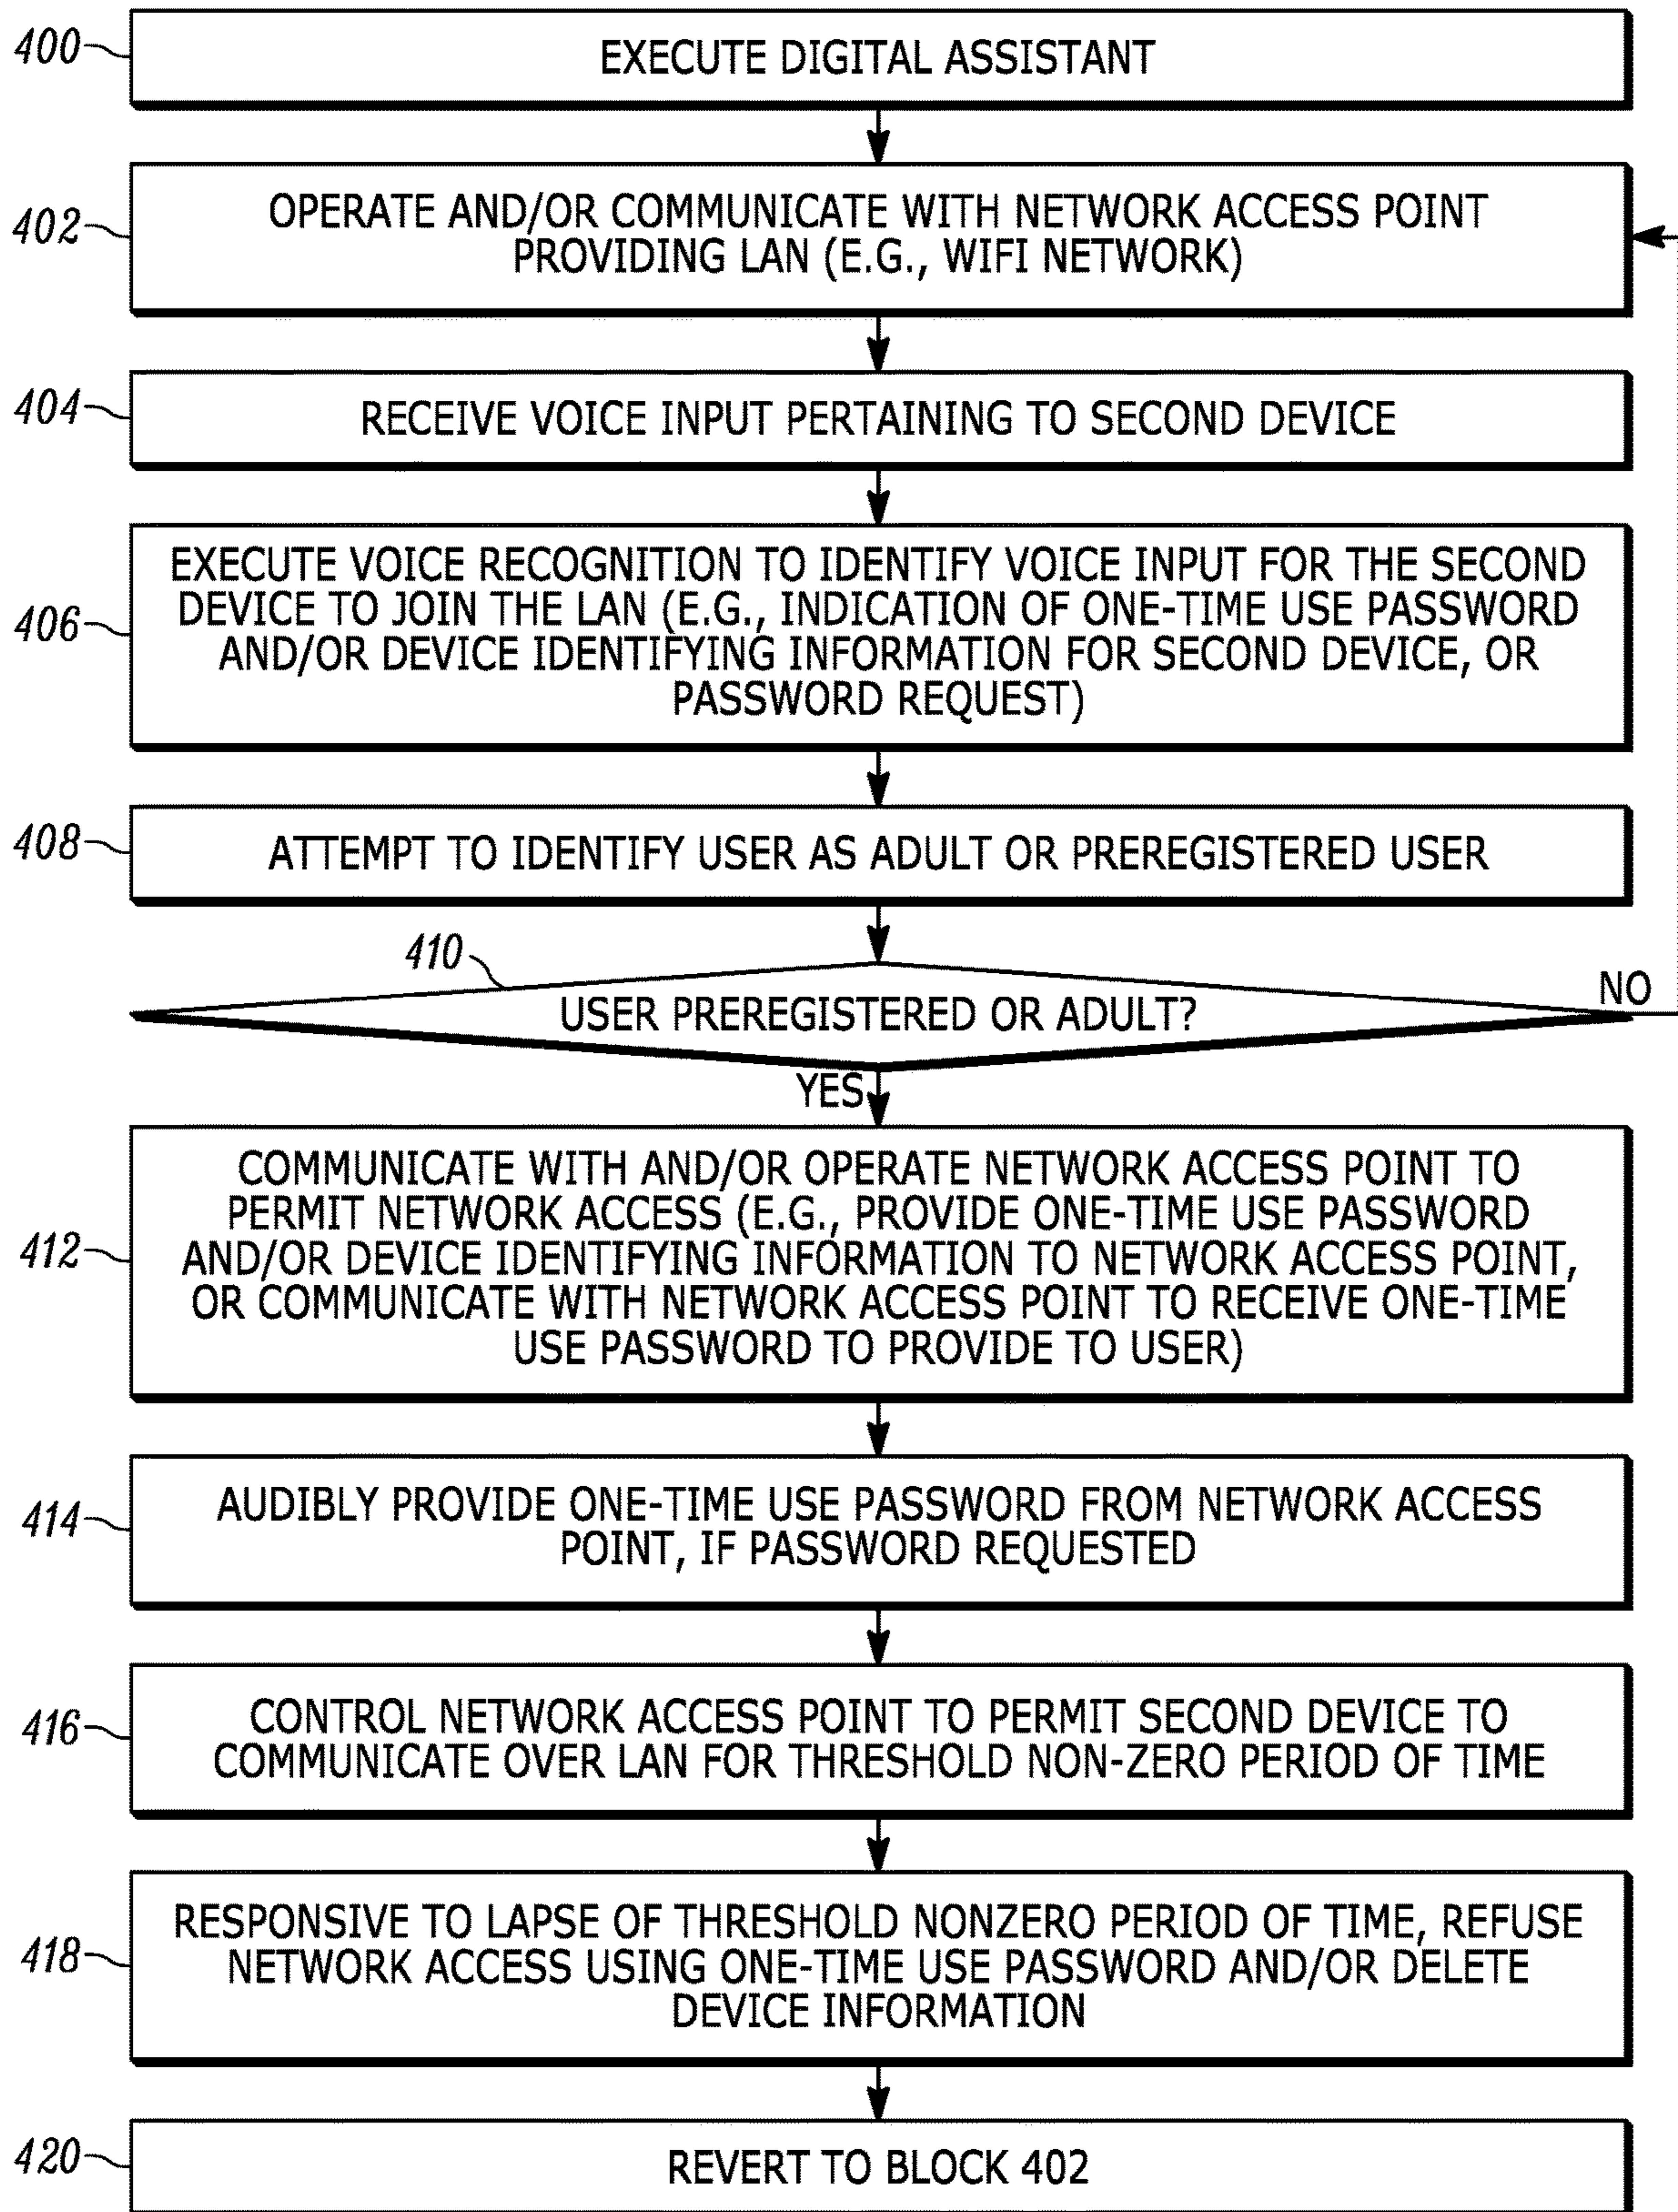 400
EXECUTE DIGITAL ASSISTANT
402
OPERATE AND/OR COMMUNICATE WITH NETWORK ACCESS POINT
PROVIDING LAN (E.G., WIFI NETWORK)
404
RECEIVE VOICE INPUT PERTAINING TO SECOND DEVICE
406
EXECUTE VOICE RECOGNITION TO IDENTIFY VOICE INPUT FOR THE SECOND
DEVICE TO JOIN THE LAN (E.G., INDICATION OF ONE-TIME USE PASSWORD
AND/OR DEVICE IDENTIFYING INFORMATION FOR SECOND DEVICE, OR
PASSWORD REQUEST)
408
ATTEMPT TO IDENTIFY USER AS ADULT OR PREREGISTERED USER
410
USER PREREGISTERED OR ADULT?
NO
YES
412
COMMUNICATE WITH AND/OR OPERATE NETWORK ACCESS POINT TO
PERMIT NETWORK ACCESS (E.G., PROVIDE ONE-TIME USE PASSWORD
AND/OR DEVICE IDENTIFYING INFORMATION TO NETWORK ACCESS POINT,
OR COMMUNICATE WITH NETWORK ACCESS POINT TO RECEIVE ONE-TIME
USE PASSWORD TO PROVIDE TO USER)
414
AUDIBLY PROVIDE ONE-TIME USE PASSWORD FROM NETWORK ACCESS
POINT, IF PASSWORD REQUESTED
416
CONTROL NETWORK ACCESS POINT TO PERMIT SECOND DEVICE TO
COMMUNICATE OVER LAN FOR THRESHOLD NON-ZERO PERIOD OF TIME
418
RESPONSIVE TO LAPSE OF THRESHOLD NONZERO PERIOD OF TIME, REFUSE
NETWORK ACCESS USING ONE-TIME USE PASSWORD AND/OR DELETE
DEVICE INFORMATION
420
REVERT TO BLOCK 402